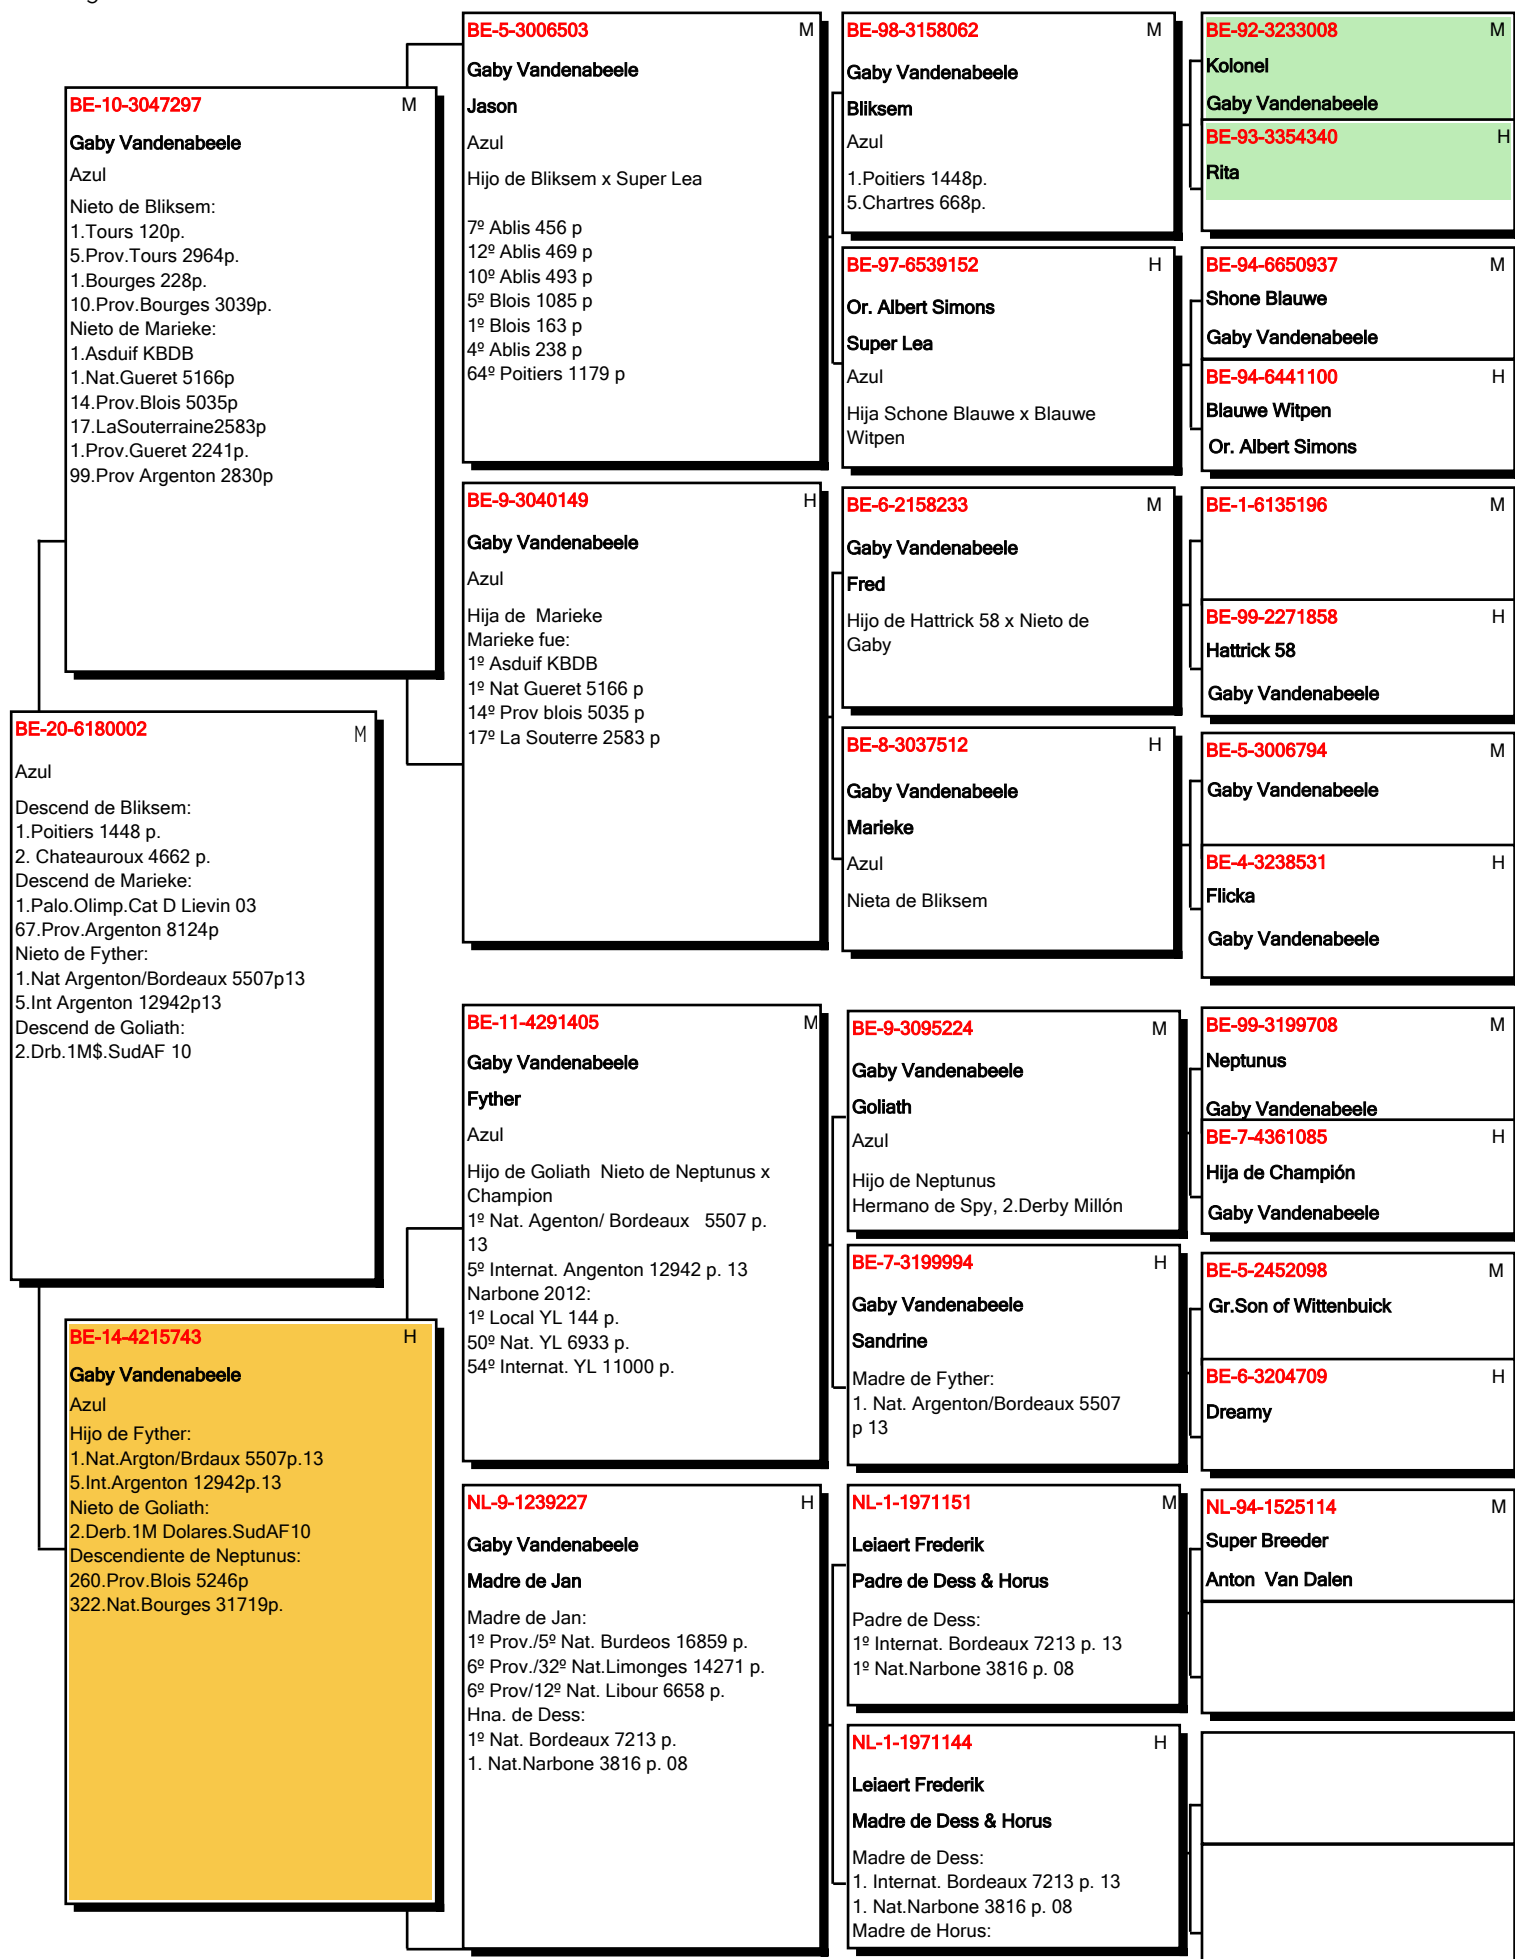 BE-20-6180002 M
Azul
Descend de Bliksem:
1.Poitiers 1448 p.
2. Chateauroux 4662 p.
Descend de Marieke:
1.Palo.Olimp.Cat D Lievin 03
67.Prov.Argenton 8124p
Nieto de Fyther:
1.Nat Argenton/Bordeaux 5507p13
5.Int Argenton 12942p13
Descend de Goliath:
2.Drb.1M$.SudAF 10
BE-10-3047297 M
Gaby Vandenabeele
Azul
Nieto de Bliksem:
1.Tours 120p.
5.Prov.Tours 2964p.
1.Bourges 228p.
10.Prov.Bourges 3039p.
Nieto de Marieke:
1.Asduif KBDB
1.Nat.Gueret 5166p
14.Prov.Blois 5035p
17.LaSouterraine2583p
1.Prov.Gueret 2241p.
99.Prov Argenton 2830p
BE-14-4215743 H
Gaby Vandenabeele
Azul
Hijo de Fyther:
1.Nat.Argton/Brdaux 5507p.13
5.Int.Argenton 12942p.13
Nieto de Goliath:
2.Derb.1M Dolares.SudAF10
Descendiente de Neptunus:
260.Prov.Blois 5246p
322.Nat.Bourges 31719p.
BE-5-3006503 M
Gaby Vandenabeele
Jason
Azul
Hijo de Bliksem x Super Lea
7º Ablis 456 p
12º Ablis 469 p
10º Ablis 493 p
5º Blois 1085 p
1º Blois 163 p
4º Ablis 238 p
64º Poitiers 1179 p
BE-9-3040149 H
Gaby Vandenabeele
Azul
Hija de  Marieke
Marieke fue:
1º Asduif KBDB
1º Nat Gueret 5166 p
14º Prov blois 5035 p
17º La Souterre 2583 p
BE-11-4291405 M
Gaby Vandenabeele
Fyther
Azul
Hijo de Goliath  Nieto de Neptunus x
Champion
1º Nat. Agenton/ Bordeaux   5507 p.
13
5º Internat. Angenton 12942 p. 13
Narbone 2012:
1º Local YL 144 p.
50º Nat. YL 6933 p.
54º Internat. YL 11000 p.
NL-9-1239227 H
Gaby Vandenabeele
Madre de Jan
Madre de Jan:
1º Prov./5º Nat. Burdeos 16859 p.
6º Prov./32º Nat.Limonges 14271 p.
6º Prov/12º Nat. Libour 6658 p.
Hna. de Dess:
1º Nat. Bordeaux 7213 p.
1. Nat.Narbone 3816 p. 08
BE-98-3158062 M
Gaby Vandenabeele
Bliksem
Azul
1.Poitiers 1448p.
5.Chartres 668p.
BE-97-6539152 H
Or. Albert Simons
Super Lea
Azul
Hija Schone Blauwe x Blauwe
Witpen
BE-6-2158233 M
Gaby Vandenabeele
Fred
Hijo de Hattrick 58 x Nieto de
Gaby
BE-8-3037512 H
Gaby Vandenabeele
Marieke
Azul
Nieta de Bliksem
BE-9-3095224 M
Gaby Vandenabeele
Goliath
Azul
Hijo de Neptunus
Hermano de Spy, 2.Derby Millón
BE-7-3199994 H
Gaby Vandenabeele
Sandrine
Madre de Fyther:
1. Nat. Argenton/Bordeaux 5507
p 13
NL-1-1971151 M
Leiaert Frederik
Padre de Dess & Horus
Padre de Dess:
1º Internat. Bordeaux 7213 p. 13
1º Nat.Narbone 3816 p. 08
NL-1-1971144 H
Leiaert Frederik
Madre de Dess & Horus
Madre de Dess:
1. Internat. Bordeaux 7213 p. 13
1. Nat.Narbone 3816 p. 08
Madre de Horus:
BE-92-3233008 M
Kolonel
Gaby Vandenabeele
BE-93-3354340 H
Rita
BE-94-6650937 M
Shone Blauwe
Gaby Vandenabeele
BE-94-6441100 H
Blauwe Witpen
Or. Albert Simons
BE-1-6135196 M
BE-99-2271858 H
Hattrick 58
Gaby Vandenabeele
BE-5-3006794 M
Gaby Vandenabeele
BE-4-3238531 H
Flicka
Gaby Vandenabeele
BE-99-3199708 M
Neptunus
Gaby Vandenabeele
BE-7-4361085 H
Hija de Champión
Gaby Vandenabeele
BE-5-2452098 M
Gr.Son of Wittenbuick
BE-6-3204709 H
Dreamy
NL-94-1525114 M
Super Breeder
Anton  Van Dalen